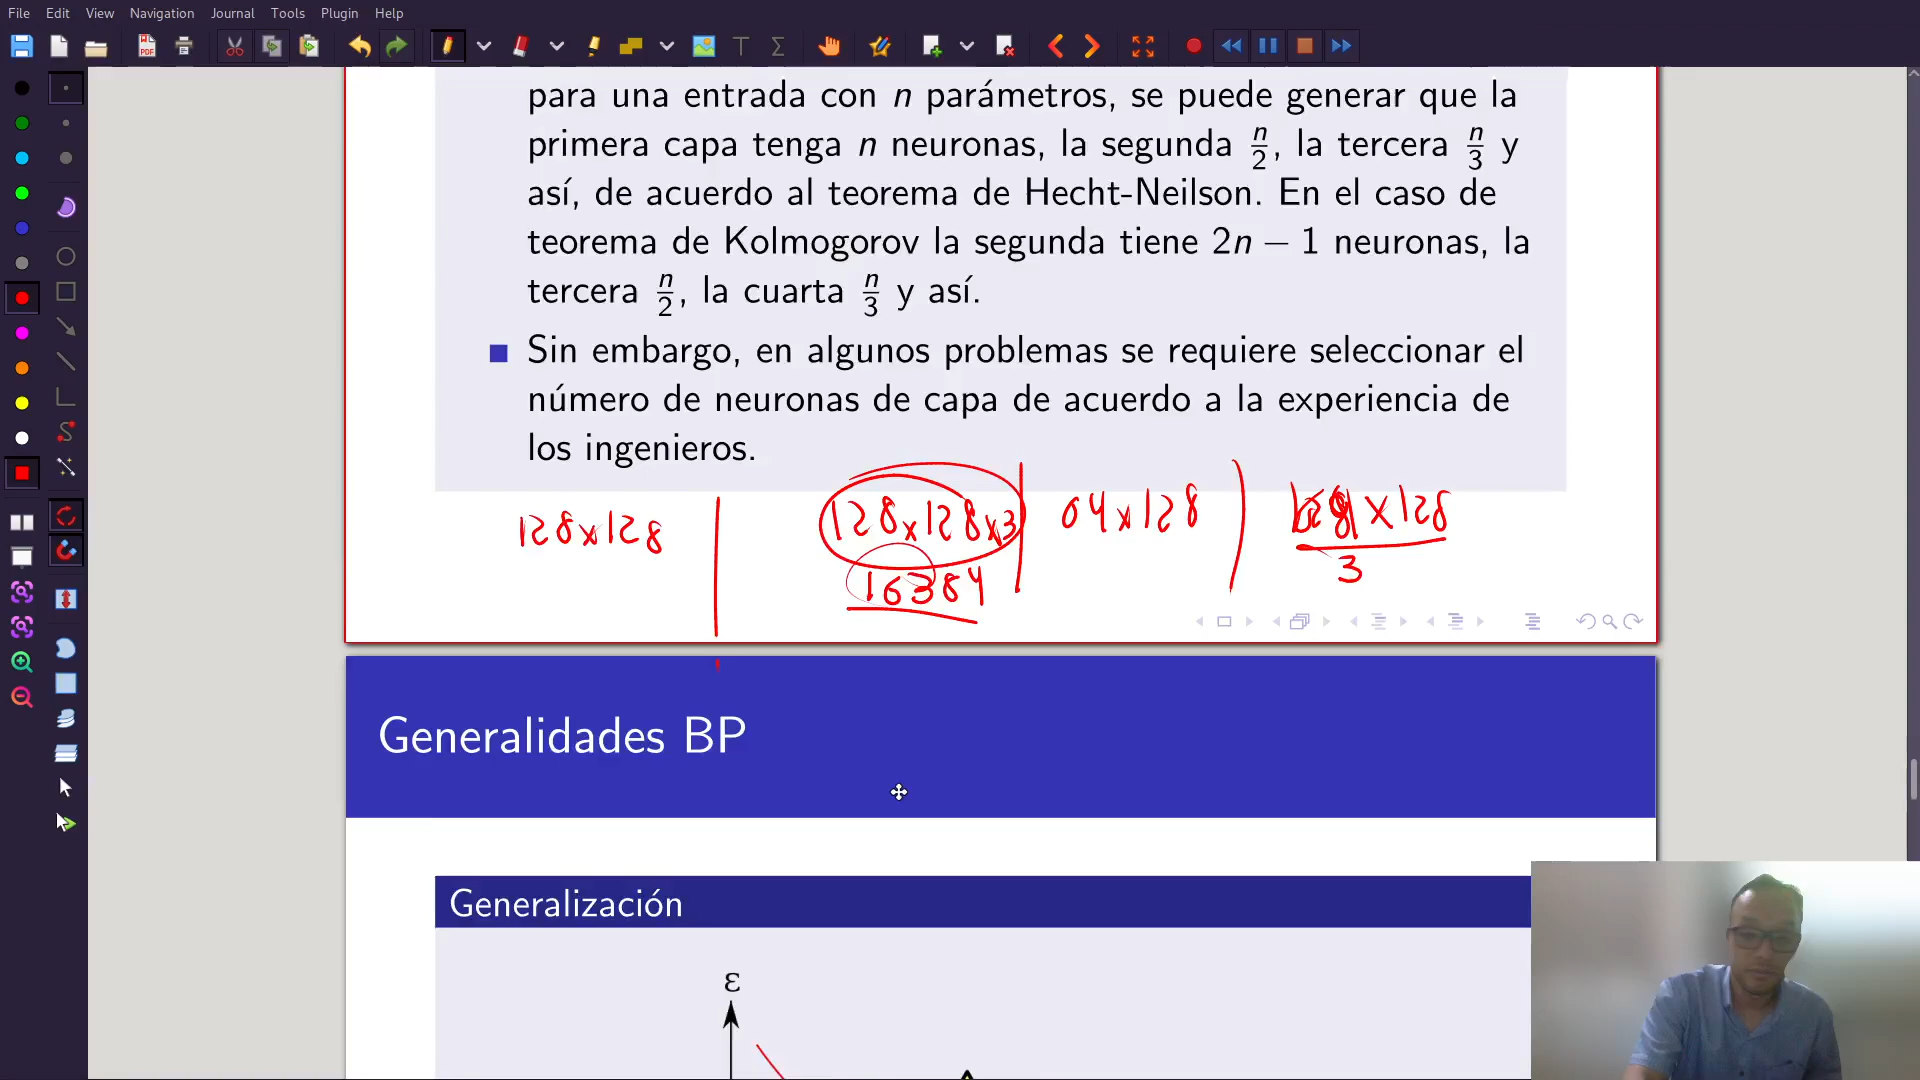 File Edit View Navigation Journal Tools Plugin Help
para una entrada con n parámetros, se puede generar que la
primera capa tenga n neuronas, la segunda n/2, la tercera n/3 y
así, de acuerdo al teorema de Hecht-Neilson. En el caso de
teorema de Kolmogorov la segunda tiene 2n − 1 neuronas, la
tercera n/2, la cuarta n/3 y así.
Sin embargo, en algunos problemas se requiere seleccionar el
número de neuronas de capa de acuerdo a la experiencia de
los ingenieros.
128x128 128x128x3 64x128 x128
16384 3
Generalidades BP
Generalización
ε